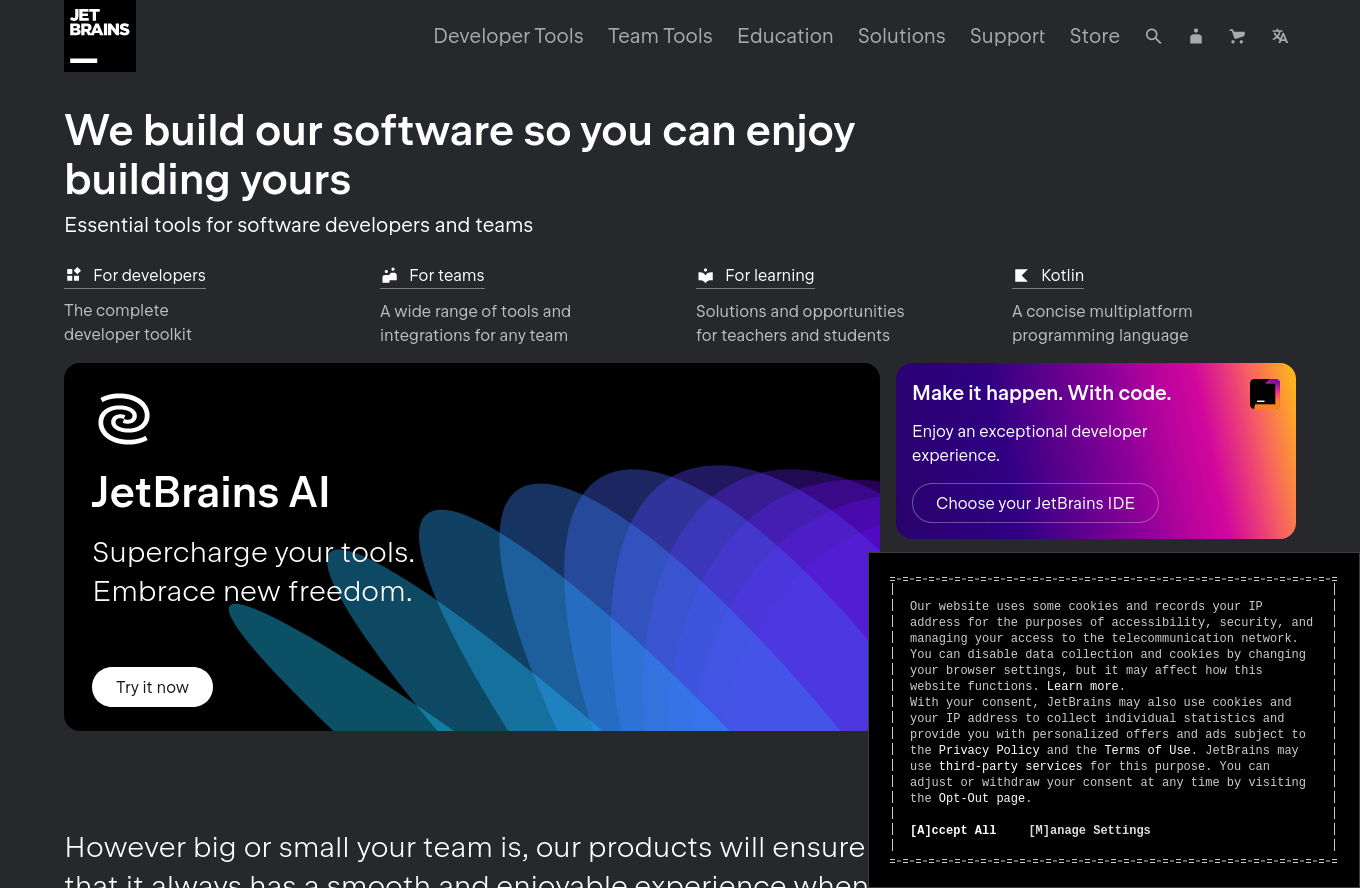 JET
BRAINS
Developer Tools
Team Tools
Education
Solutions
Support
Store
We build our software so you can enjoy
building yours
Essential tools for software developers and teams
For developers
The complete
developer toolkit
For teams
A wide range of tools and
integrations for any team
For learning
Solutions and opportunities
for teachers and students
Kotlin
A concise multiplatform
programming language
JetBrains AI
Supercharge your tools.
Embrace new freedom.
Try it now
Make it happen. With code.
Enjoy an exceptional developer
experience.
Choose your JetBrains IDE
Our website uses some cookies and records your IP
address for the purposes of accessibility, security, and
managing your access to the telecommunication network.
You can disable data collection and cookies by changing
your browser settings, but it may affect how this
website functions. Learn more.
With your consent, JetBrains may also use cookies and
your IP address to collect individual statistics and
provide you with personalized offers and ads subject to
the Privacy Policy and the Terms of Use. JetBrains may
use third-party services for this purpose. You can
adjust or withdraw your consent at any time by visiting
the Opt-Out page.
[A]ccept All
[M]anage Settings
However big or small your team is, our products will ensure
that it always has a smooth and enjoyable experience when